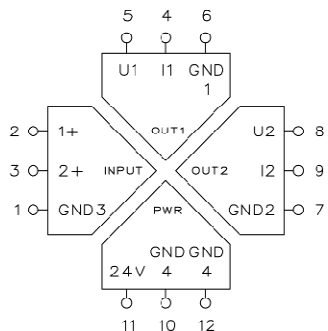 5 4 6
U1 I1 GND
1
OUT1
2 1+
3 2+ INPUT
1 GND3
U2 8
OUT2 I2 9
GND2 7
PWR
GND GND
24V 4 4
11 10 12